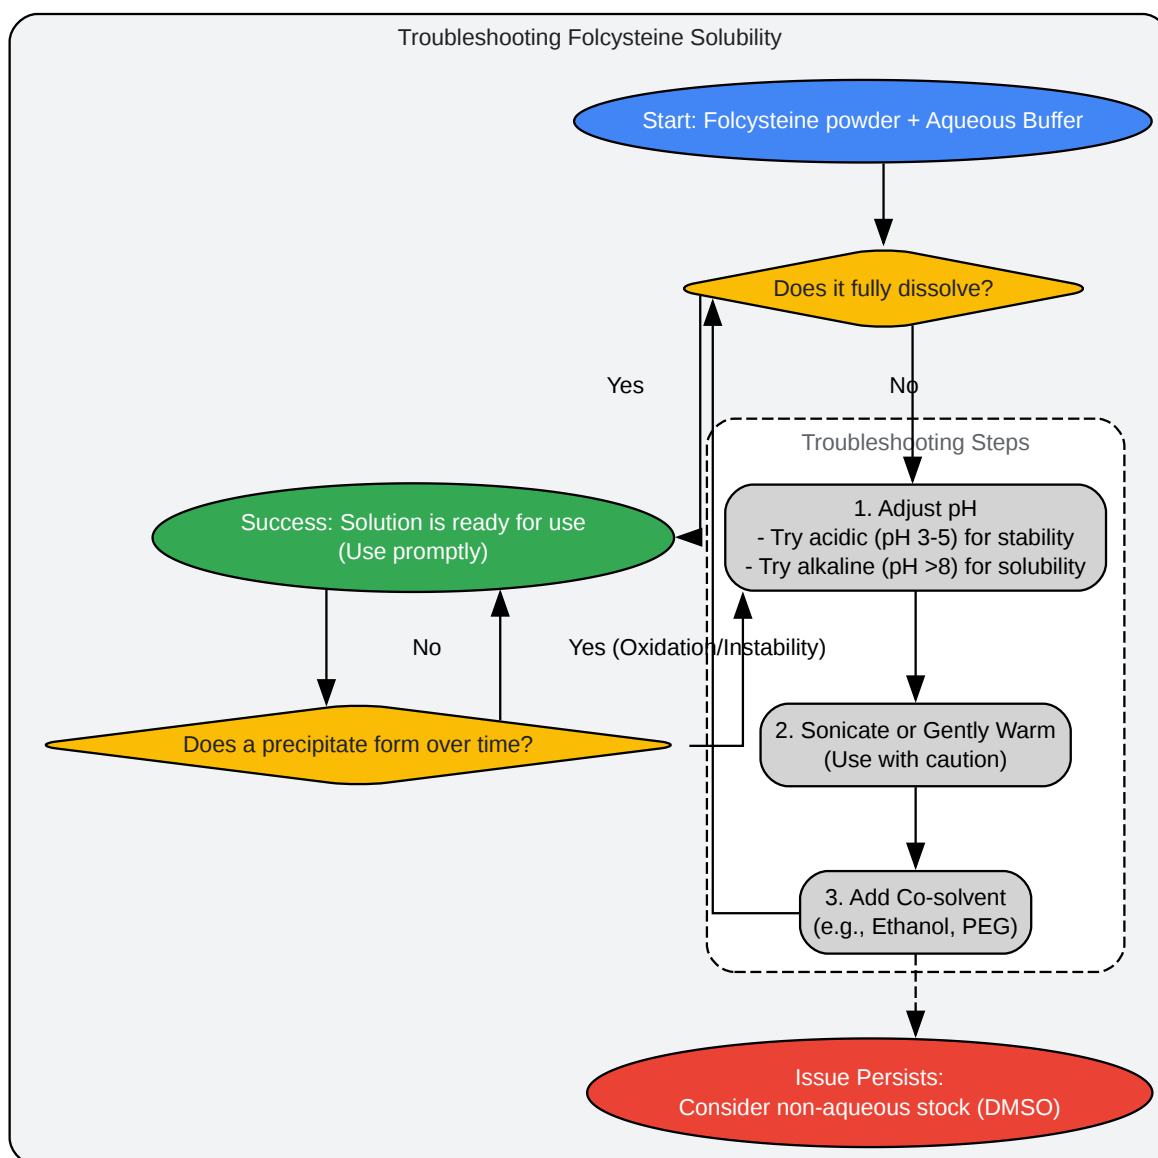 Troubleshooting Folcysteine Solubility
Start: Folcysteine powder + Aqueous Buffer
Does it fully dissolve?
Yes
No
Troubleshooting Steps
1. Adjust pH
- Try acidic (pH 3-5) for stability
- Try alkaline (pH >8) for solubility
Success: Solution is ready for use
(Use promptly)
No
Yes (Oxidation/Instability)
Does a precipitate form over time?
2. Sonicate or Gently Warm
(Use with caution)
3. Add Co-solvent
(e.g., Ethanol, PEG)
Issue Persists:
Consider non-aqueous stock (DMSO)